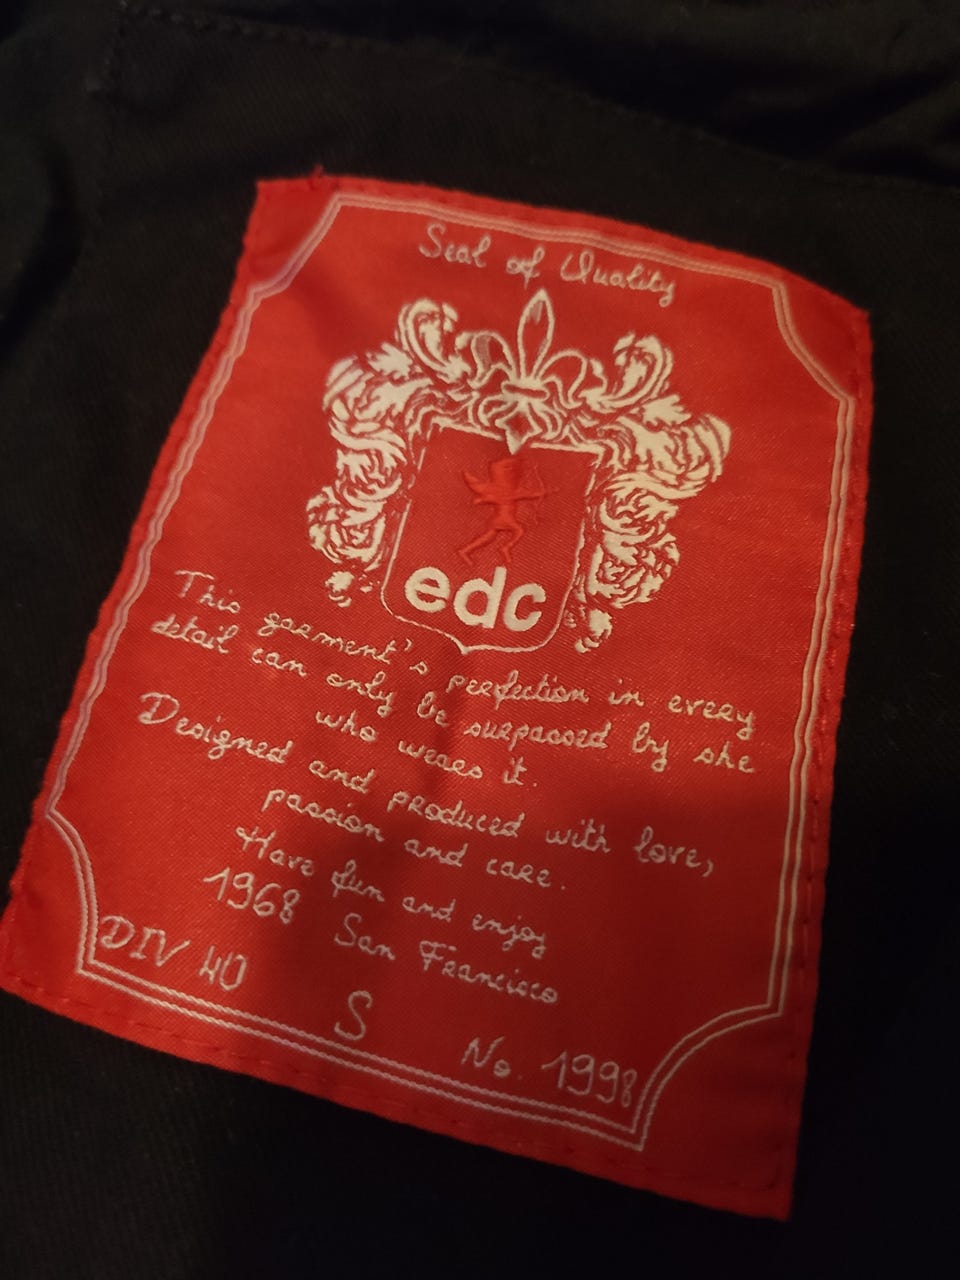 Seal of Quality
edc
This garment's perfection in every
detail can only be surpassed by she
who wears it.
Designed and produced with love,
passion and care.
Have fun and enjoy
1968 San Francisco
DIV 40
S
No. 1998